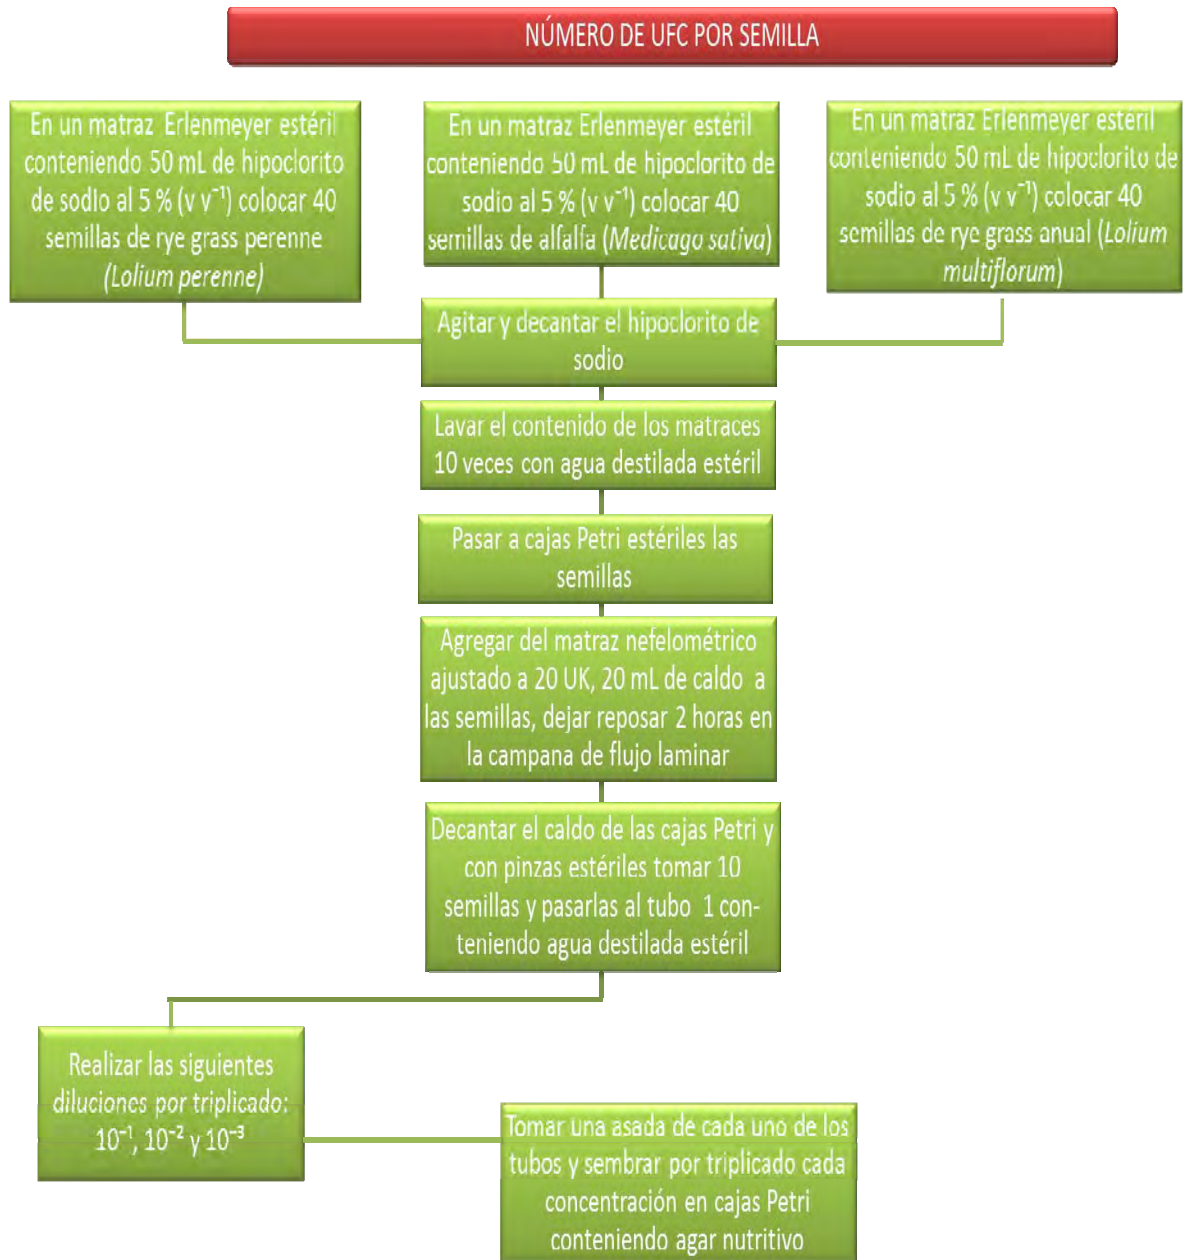 NÚMERO DE UFC POR SEMILLA
En un matraz Erlenmeyer estéril
conteniendo 50 mL de hipoclorito
de sodio al 5 % (v v⁻¹) colocar 40
semillas de rye grass perenne
(Lolium perenne)
En un matraz Erlenmeyer estéril
conteniendo 50 mL de hipoclorito de
sodio al 5 % (v v⁻¹) colocar 40
semillas de alfalfa (Medicago sativa)
En un matraz Erlenmeyer estéril
conteniendo 50 mL de hipoclorito de
sodio al 5 % (v v⁻¹) colocar 40
semillas de rye grass anual (Lolium
multiflorum)
Agitar y decantar el hipoclorito de
sodio
Lavar el contenido de los matraces
10 veces con agua destilada estéril
Pasar a cajas Petri estériles las
semillas
Agregar del matraz nefelométrico
ajustado a 20 UK, 20 mL de caldo a
las semillas, dejar reposar 2 horas en
la campana de flujo laminar
Decantar el caldo de las cajas Petri y
con pinzas estériles tomar 10
semillas y pasarlas al tubo 1 con-
teniendo agua destilada estéril
Realizar las siguientes
diluciones por triplicado:
10⁻¹, 10⁻² y 10⁻³
Tomar una asada de cada uno de los
tubos y sembrar por triplicado cada
concentración en cajas Petri
conteniendo agar nutritivo